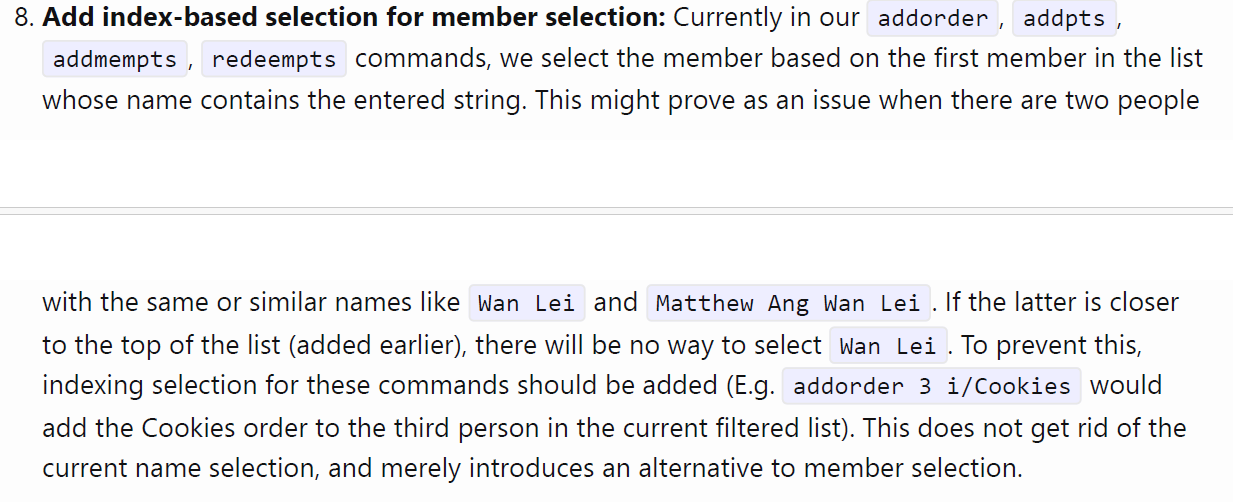 8. Add index-based selection for member selection: Currently in our addorder , addpts ,
addmempts , redeempts commands, we select the member based on the first member in the list
whose name contains the entered string. This might prove as an issue when there are two people
with the same or similar names like Wan Lei and Matthew Ang Wan Lei . If the latter is closer
to the top of the list (added earlier), there will be no way to select Wan Lei . To prevent this,
indexing selection for these commands should be added (E.g. addorder 3 i/Cookies would
add the Cookies order to the third person in the current filtered list). This does not get rid of the
current name selection, and merely introduces an alternative to member selection.